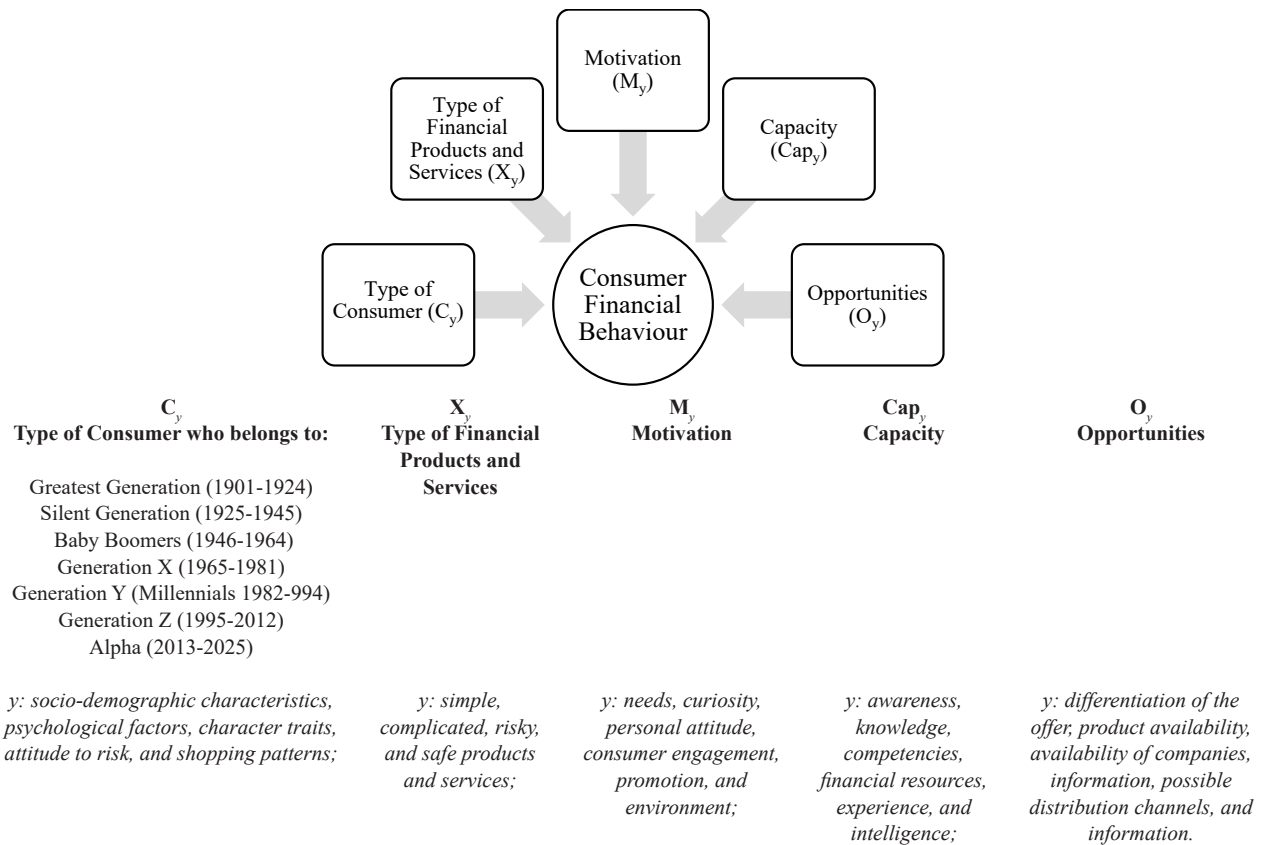 Motivation
(My)
Type of
Financial
Products and
Services (Xy)
Capacity
(Capy)
Type of
Consumer (Cy)
Consumer
Financial
Behaviour
Opportunities
(Oy)
Cy
Type of Consumer who belongs to:
Greatest Generation (1901-1924)
Silent Generation (1925-1945)
Baby Boomers (1946-1964)
Generation X (1965-1981)
Generation Y (Millennials 1982-994)
Generation Z (1995-2012)
Alpha (2013-2025)
y: socio-demographic characteristics,
psychological factors, character traits,
attitude to risk, and shopping patterns;
Xy
Type of Financial
Products and
Services
y: simple,
complicated, risky,
and safe products
and services;
My
Motivation
y: needs, curiosity,
personal attitude,
consumer engagement,
promotion, and
environment;
Capy
Capacity
y: awareness,
knowledge,
competencies,
financial resources,
experience, and
intelligence;
Oy
Opportunities
y: differentiation of the
offer, product availability,
availability of companies,
information, possible
distribution channels, and
information.